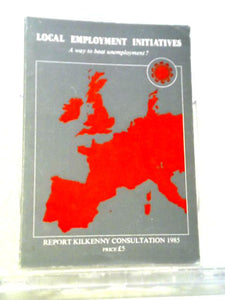 LOCAL EMPLOYMENT INITIATIVES
A way to beat unemployment?
REPORT KILKENNY CONSULTATION 1985
PRICE £5